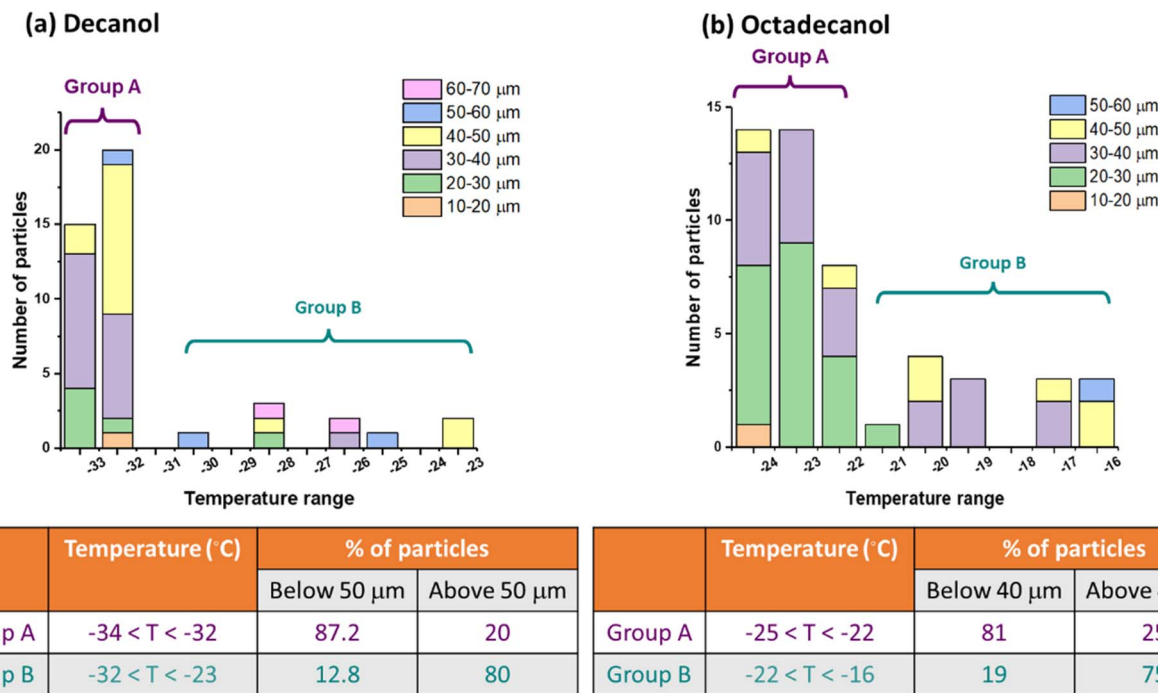 (a) Decanol
Group A
60-70 μm
50-60 μm
40-50 μm
30-40 μm
20-30 μm
10-20 μm
Group B
Number of particles
20
15
10
5
0
-33 -32 -31 -30 -29 -28 -27 -26 -25 -24 -23
Temperature range
(b) Octadecanol
Group A
50-60 μm
40-50 μm
30-40 μm
20-30 μm
10-20 μm
Group B
Number of particles
15
10
5
0
-24 -23 -22 -21 -20 -19 -18 -17 -16
Temperature range
Temperature (°C) % of particles
Below 50 μm Above 50 μm
p A -34 < T < -32 87.2 20
p B -32 < T < -23 12.8 80
Temperature (°C) % of particles
Below 40 μm Above
Group A -25 < T < -22 81
Group B -22 < T < -16 19